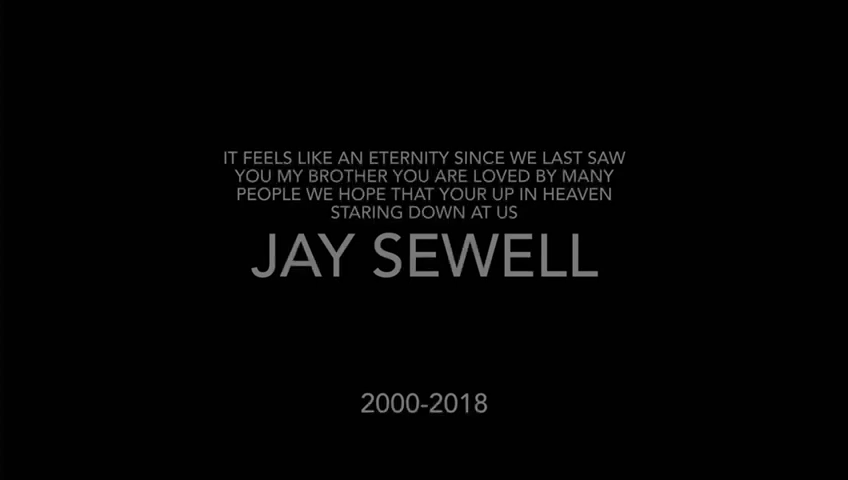 IT FEELS LIKE AN ETERNITY SINCE WE LAST SAW
YOU MY BROTHER YOU ARE LOVED BY MANY
PEOPLE WE HOPE THAT YOUR UP IN HEAVEN
STARING DOWN AT US
JAY SEWELL
2000-2018